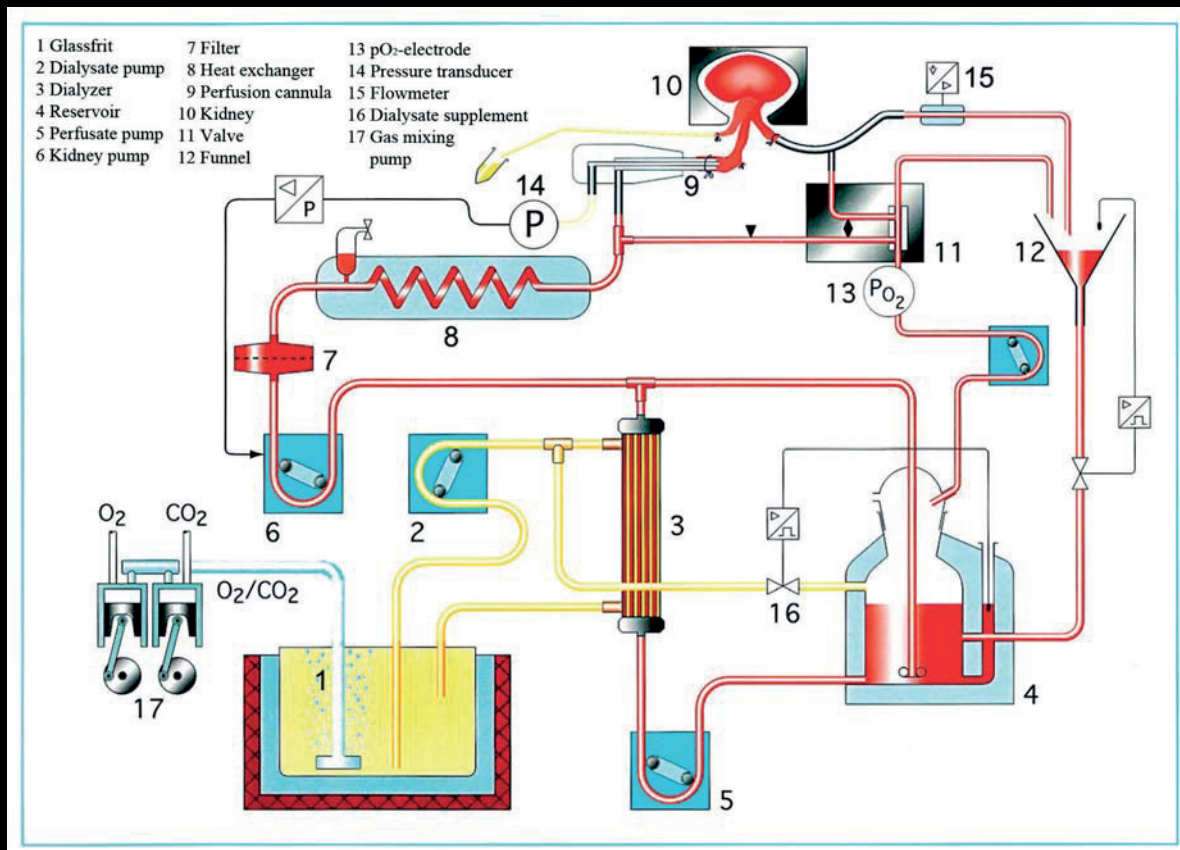 1 Glassfrit
2 Dialysate pump
3 Dialyzer
4 Reservoir
5 Perfusate pump
6 Kidney pump
7 Filter
8 Heat exchanger
9 Perfusion cannula
10 Kidney
11 Valve
12 Funnel
13 pO₂-electrode
14 Pressure transducer
15 Flowmeter
16 Dialysate supplement
17 Gas mixing
pump
10
15
9
14
P
P
11
12
13
PO₂
8
7
6
2
3
O₂
CO₂
O₂/CO₂
16
1
17
4
5